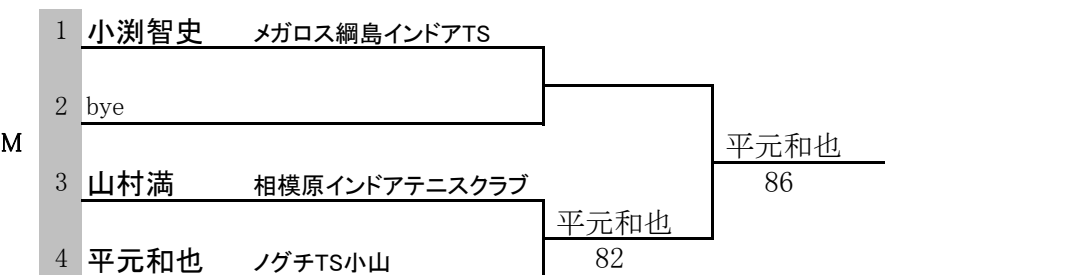 1 小渕智史 メガロス綱島インドアTS
2 bye
M
平元和也
3 山村満 相模原インドアテニスクラブ
86
平元和也
4 平元和也 ノグチTS小山
82